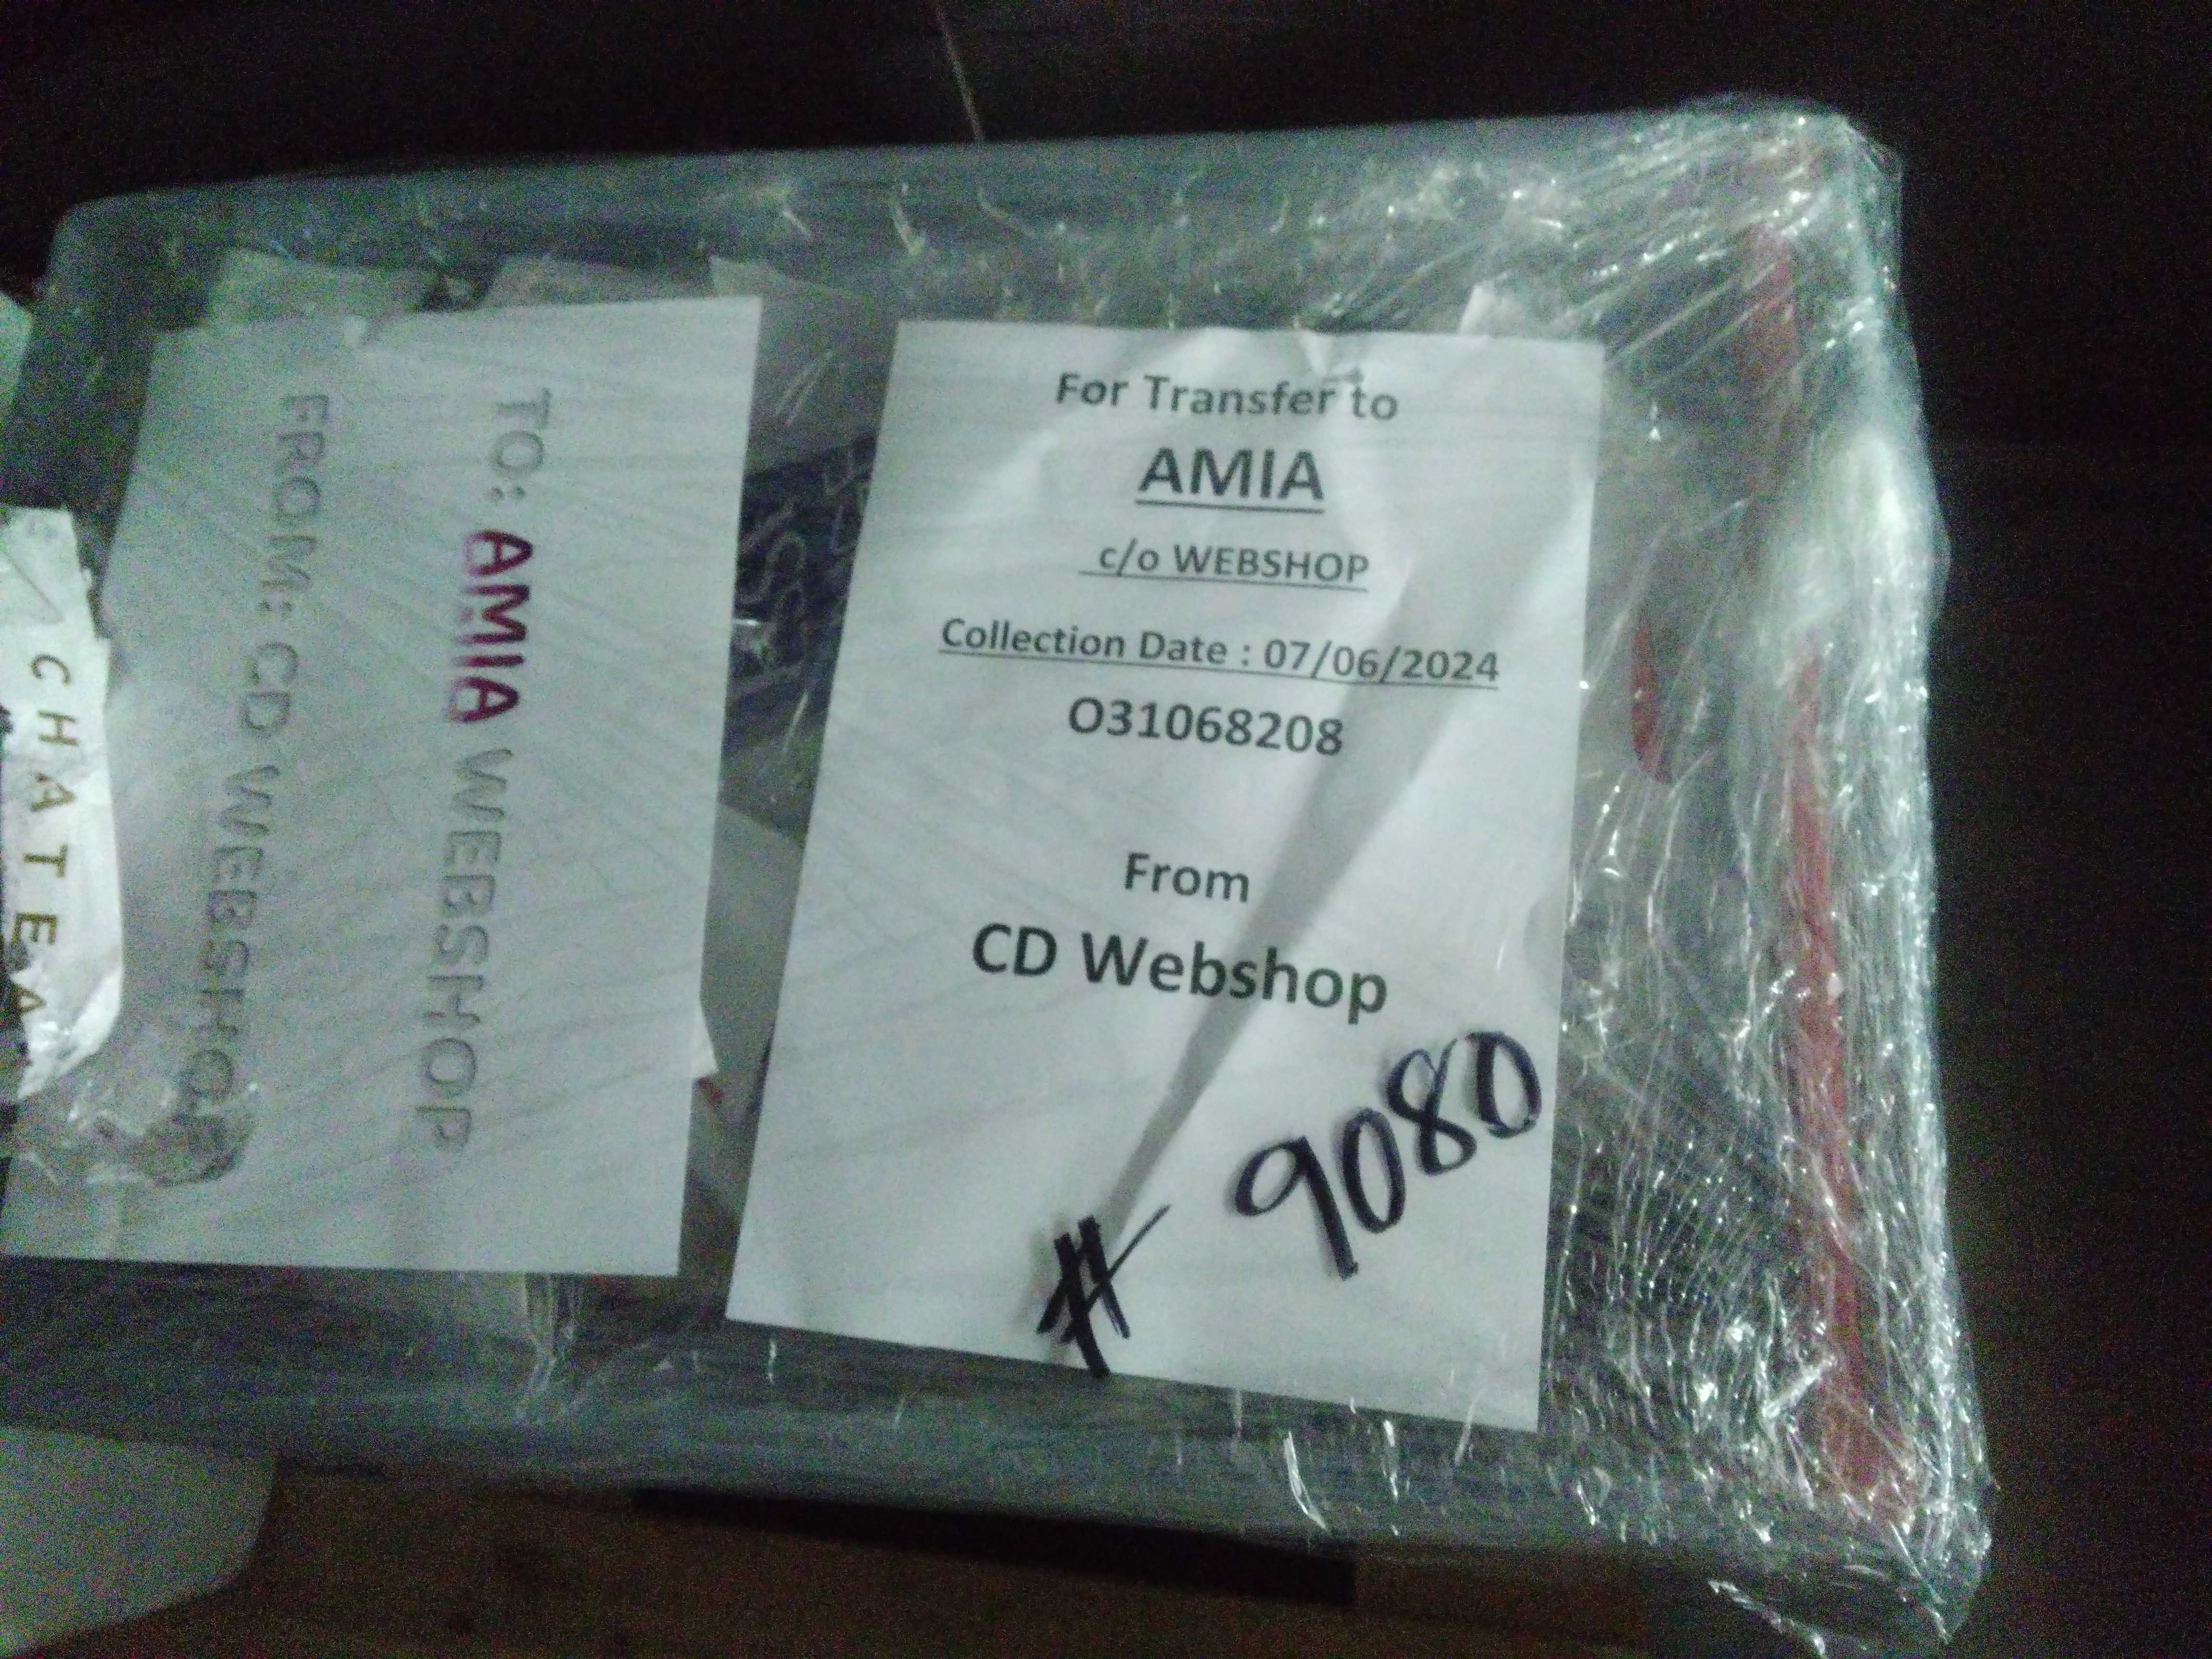 For Transfer to
AMIA
c/o WEBSHOP
Collection Date : 07/06/2024
O31068208
From
CD Webshop
# 9080
TO: AMIA WEBSHOP
FROM: CD WEBSHOP
CHATEA